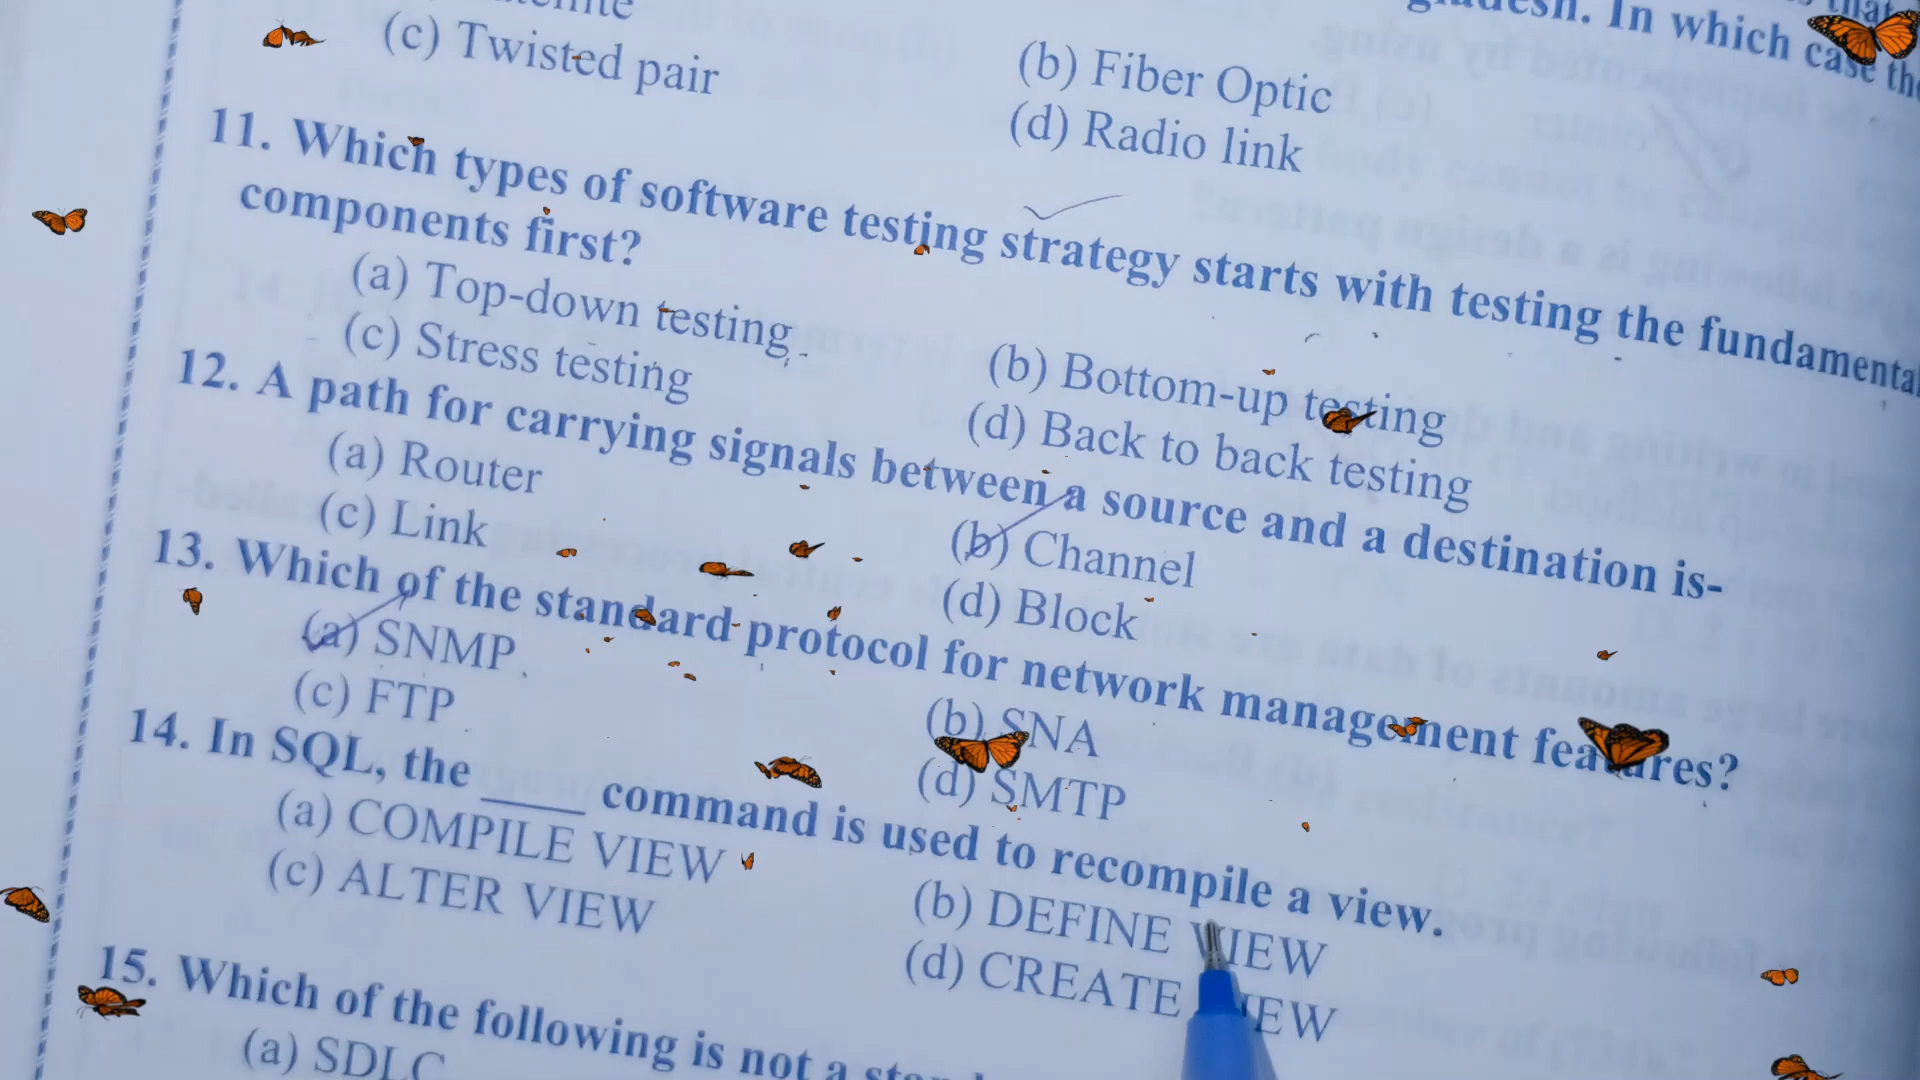 (c) Twisted pair
(b) Fiber Optic
(d) Radio link
In which case the
11. Which types of software testing strategy starts with testing the fundamental
components first?
(a) Top-down testing
(b) Bottom-up testing
(c) Stress testing
(d) Back to back testing
12. A path for carrying signals between a source and a destination is-
(a) Router
(b) Channel
(c) Link
(d) Block
13. Which of the standard protocol for network management features?
(a) SNMP
(b) SNA
(c) FTP
(d) SMTP
14. In SQL, the ____ command is used to recompile a view.
(a) COMPILE VIEW
(b) DEFINE VIEW
(c) ALTER VIEW
(d) CREATE VIEW
15. Which of the following is not a
(a) SDLC